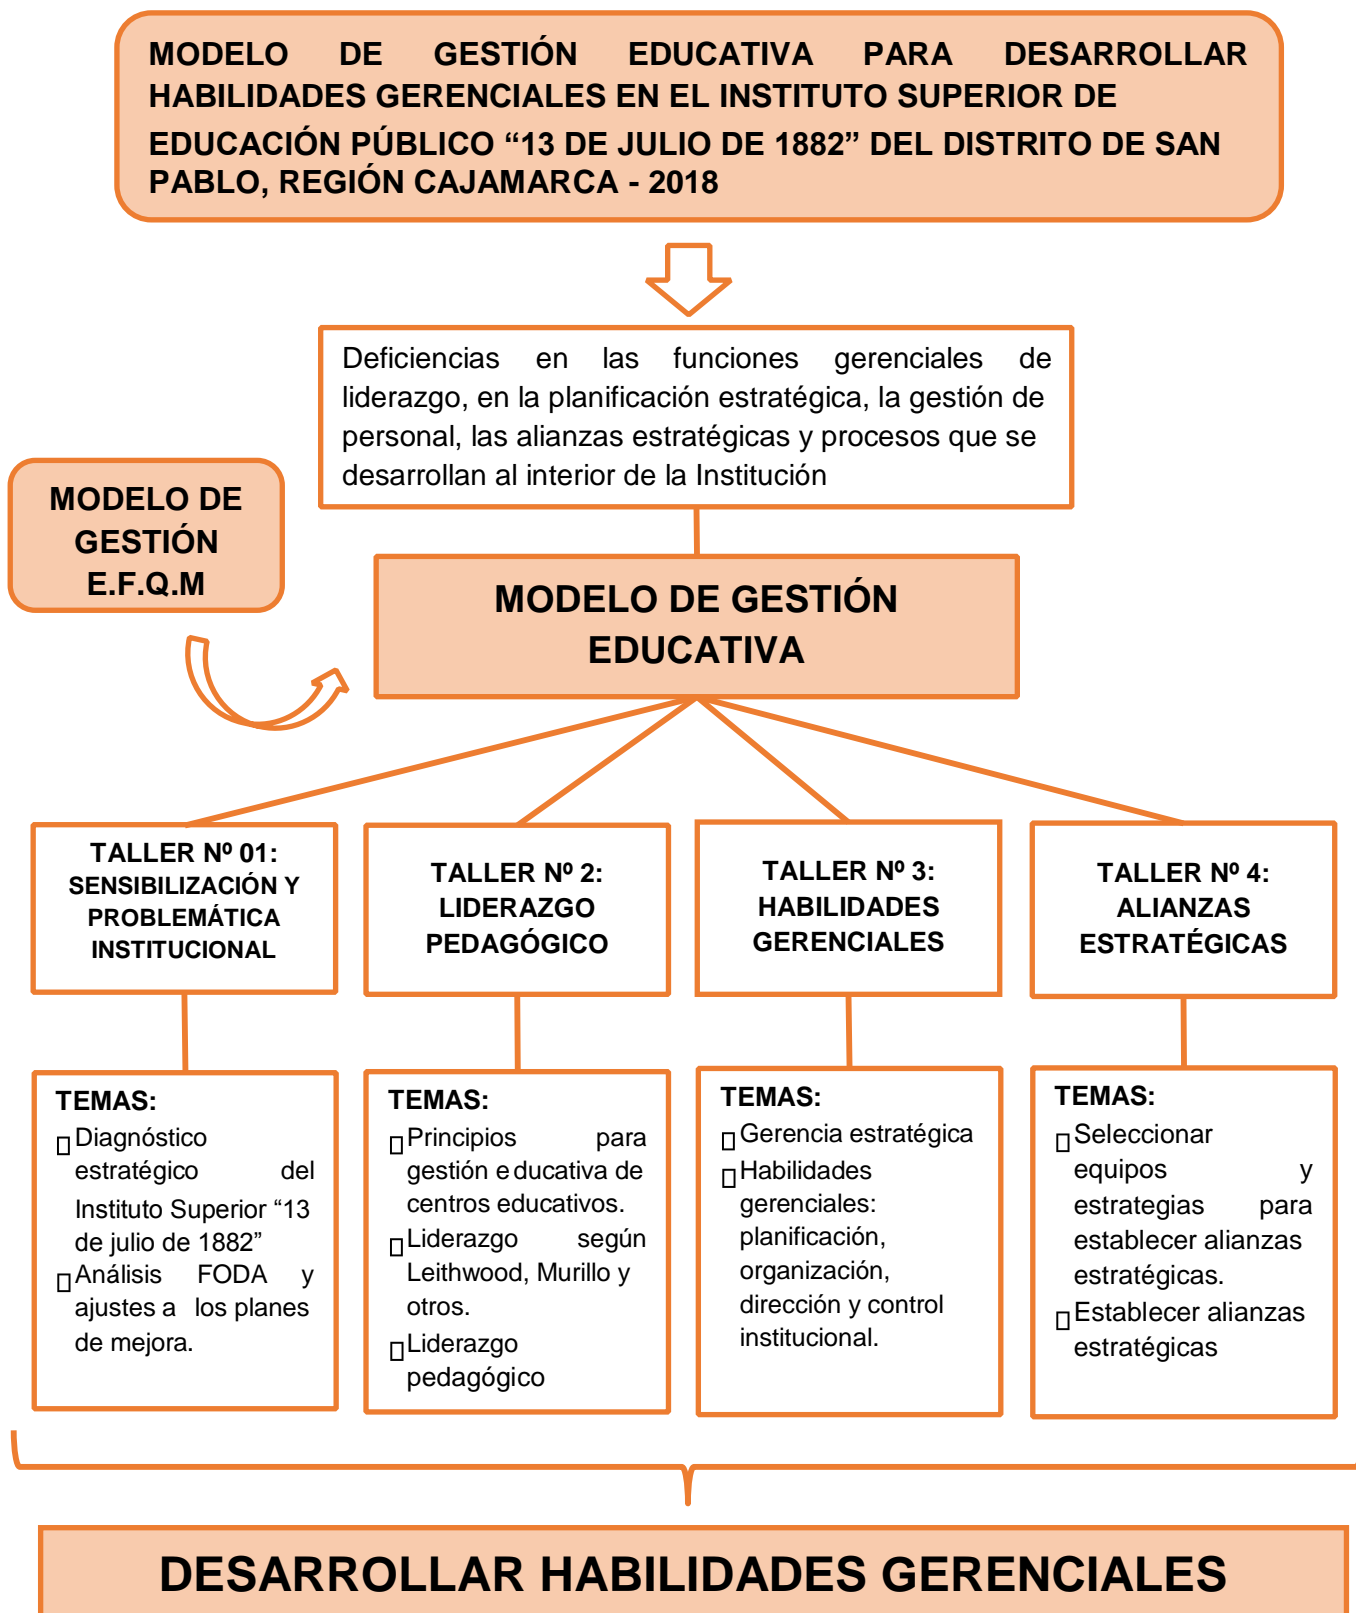 MODELO DE GESTIÓN EDUCATIVA PARA DESARROLLAR
HABILIDADES GERENCIALES EN EL INSTITUTO SUPERIOR DE
EDUCACIÓN PÚBLICO “13 DE JULIO DE 1882” DEL DISTRITO DE SAN
PABLO, REGIÓN CAJAMARCA - 2018
Deficiencias en las funciones gerenciales de
liderazgo, en la planificación estratégica, la gestión de
personal, las alianzas estratégicas y procesos que se
desarrollan al interior de la Institución
MODELO DE
GESTIÓN
E.F.Q.M
MODELO DE GESTIÓN
EDUCATIVA
TALLER Nº 01:
SENSIBILIZACIÓN Y
PROBLEMÁTICA
INSTITUCIONAL
TALLER Nº 2:
LIDERAZGO
PEDAGÓGICO
TALLER Nº 3:
HABILIDADES
GERENCIALES
TALLER Nº 4:
ALIANZAS
ESTRATÉGICAS
TEMAS:
Diagnóstico
estratégico del
Instituto Superior “13
de julio de 1882”
Análisis FODA y
ajustes a los planes
de mejora.
TEMAS:
Principios para
gestión educativa de
centros educativos.
Liderazgo según
Leithwood, Murillo y
otros.
Liderazgo
pedagógico
TEMAS:
Gerencia estratégica
Habilidades
gerenciales:
planificación,
organización,
dirección y control
institucional.
TEMAS:
Seleccionar
equipos y
estrategias para
establecer alianzas
estratégicas.
Establecer alianzas
estratégicas
DESARROLLAR HABILIDADES GERENCIALES